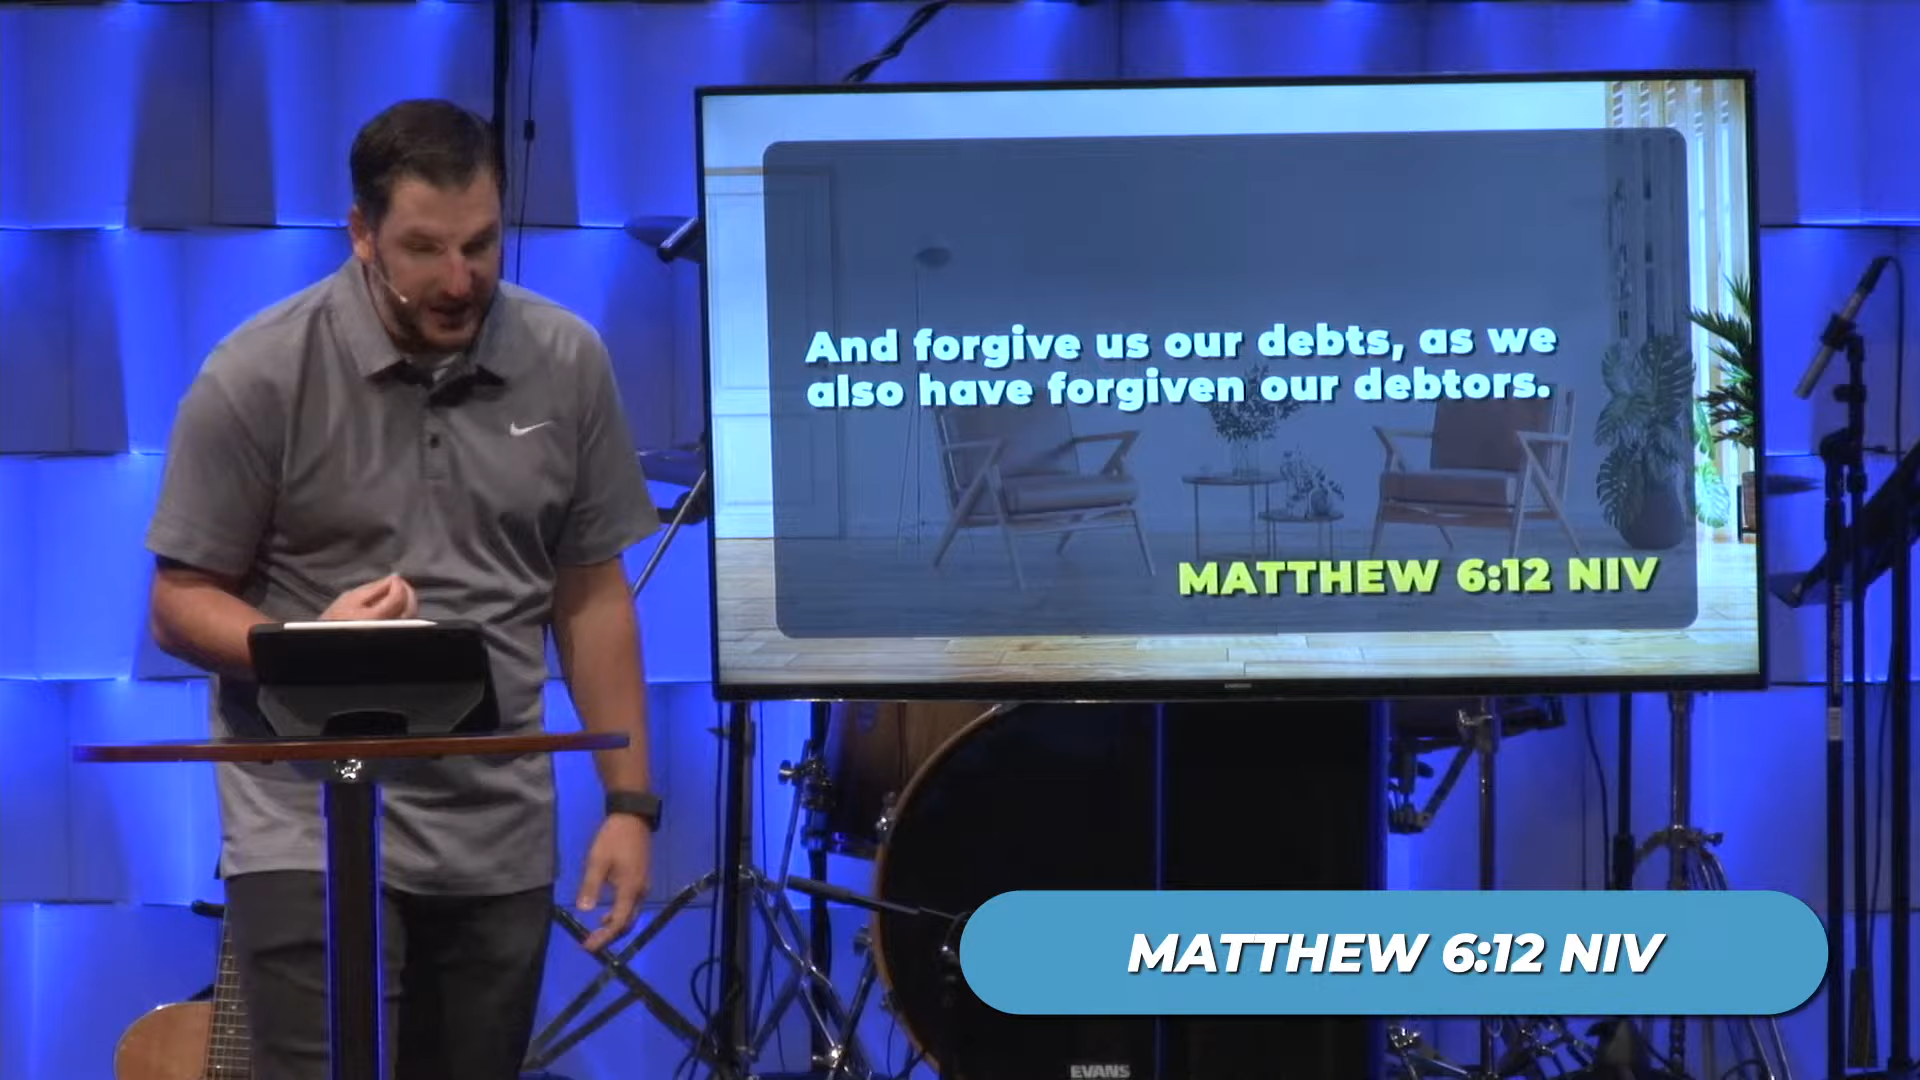 And forgive us our debts, as we
also have forgiven our debtors.
MATTHEW 6:12 NIV
MATTHEW 6:12 NIV
EVANS